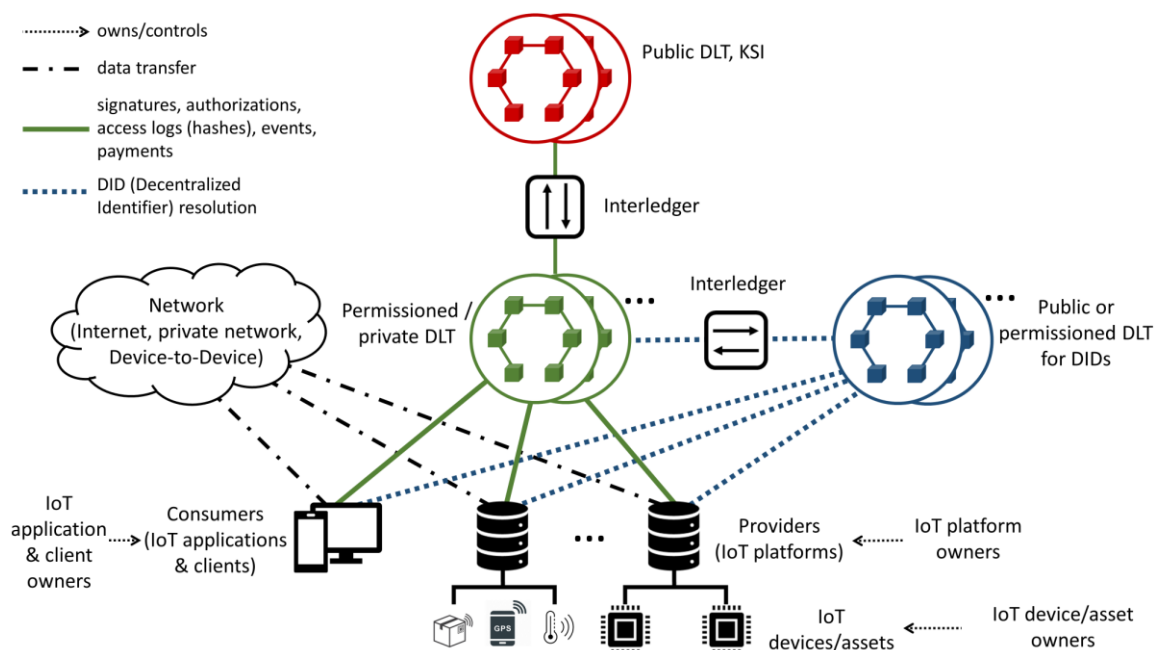 owns/controls
data transfer
signatures, authorizations,
access logs (hashes), events,
payments
DID (Decentralized
Identifier) resolution
Public DLT, KSI
Interledger
Network
(Internet, private network,
Device-to-Device)
Permissioned /
private DLT
...
Interledger
...
Public or
permissioned DLT
for DIDs
IoT
application
& client
owners
Consumers
(IoT applications
& clients)
...
Providers
(IoT platforms)
IoT platform
owners
GPS
IoT
devices/assets
IoT device/asset
owners